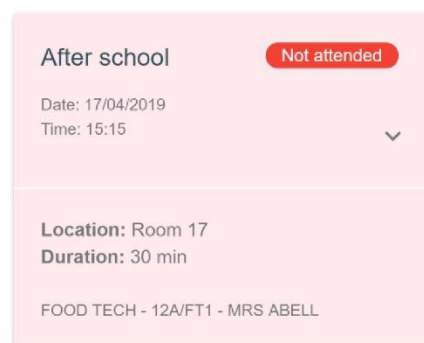 After school
Not attended
Date: 17/04/2019
Time: 15:15
Location: Room 17
Duration: 30 min
FOOD TECH - 12A/FT1 - MRS ABELL